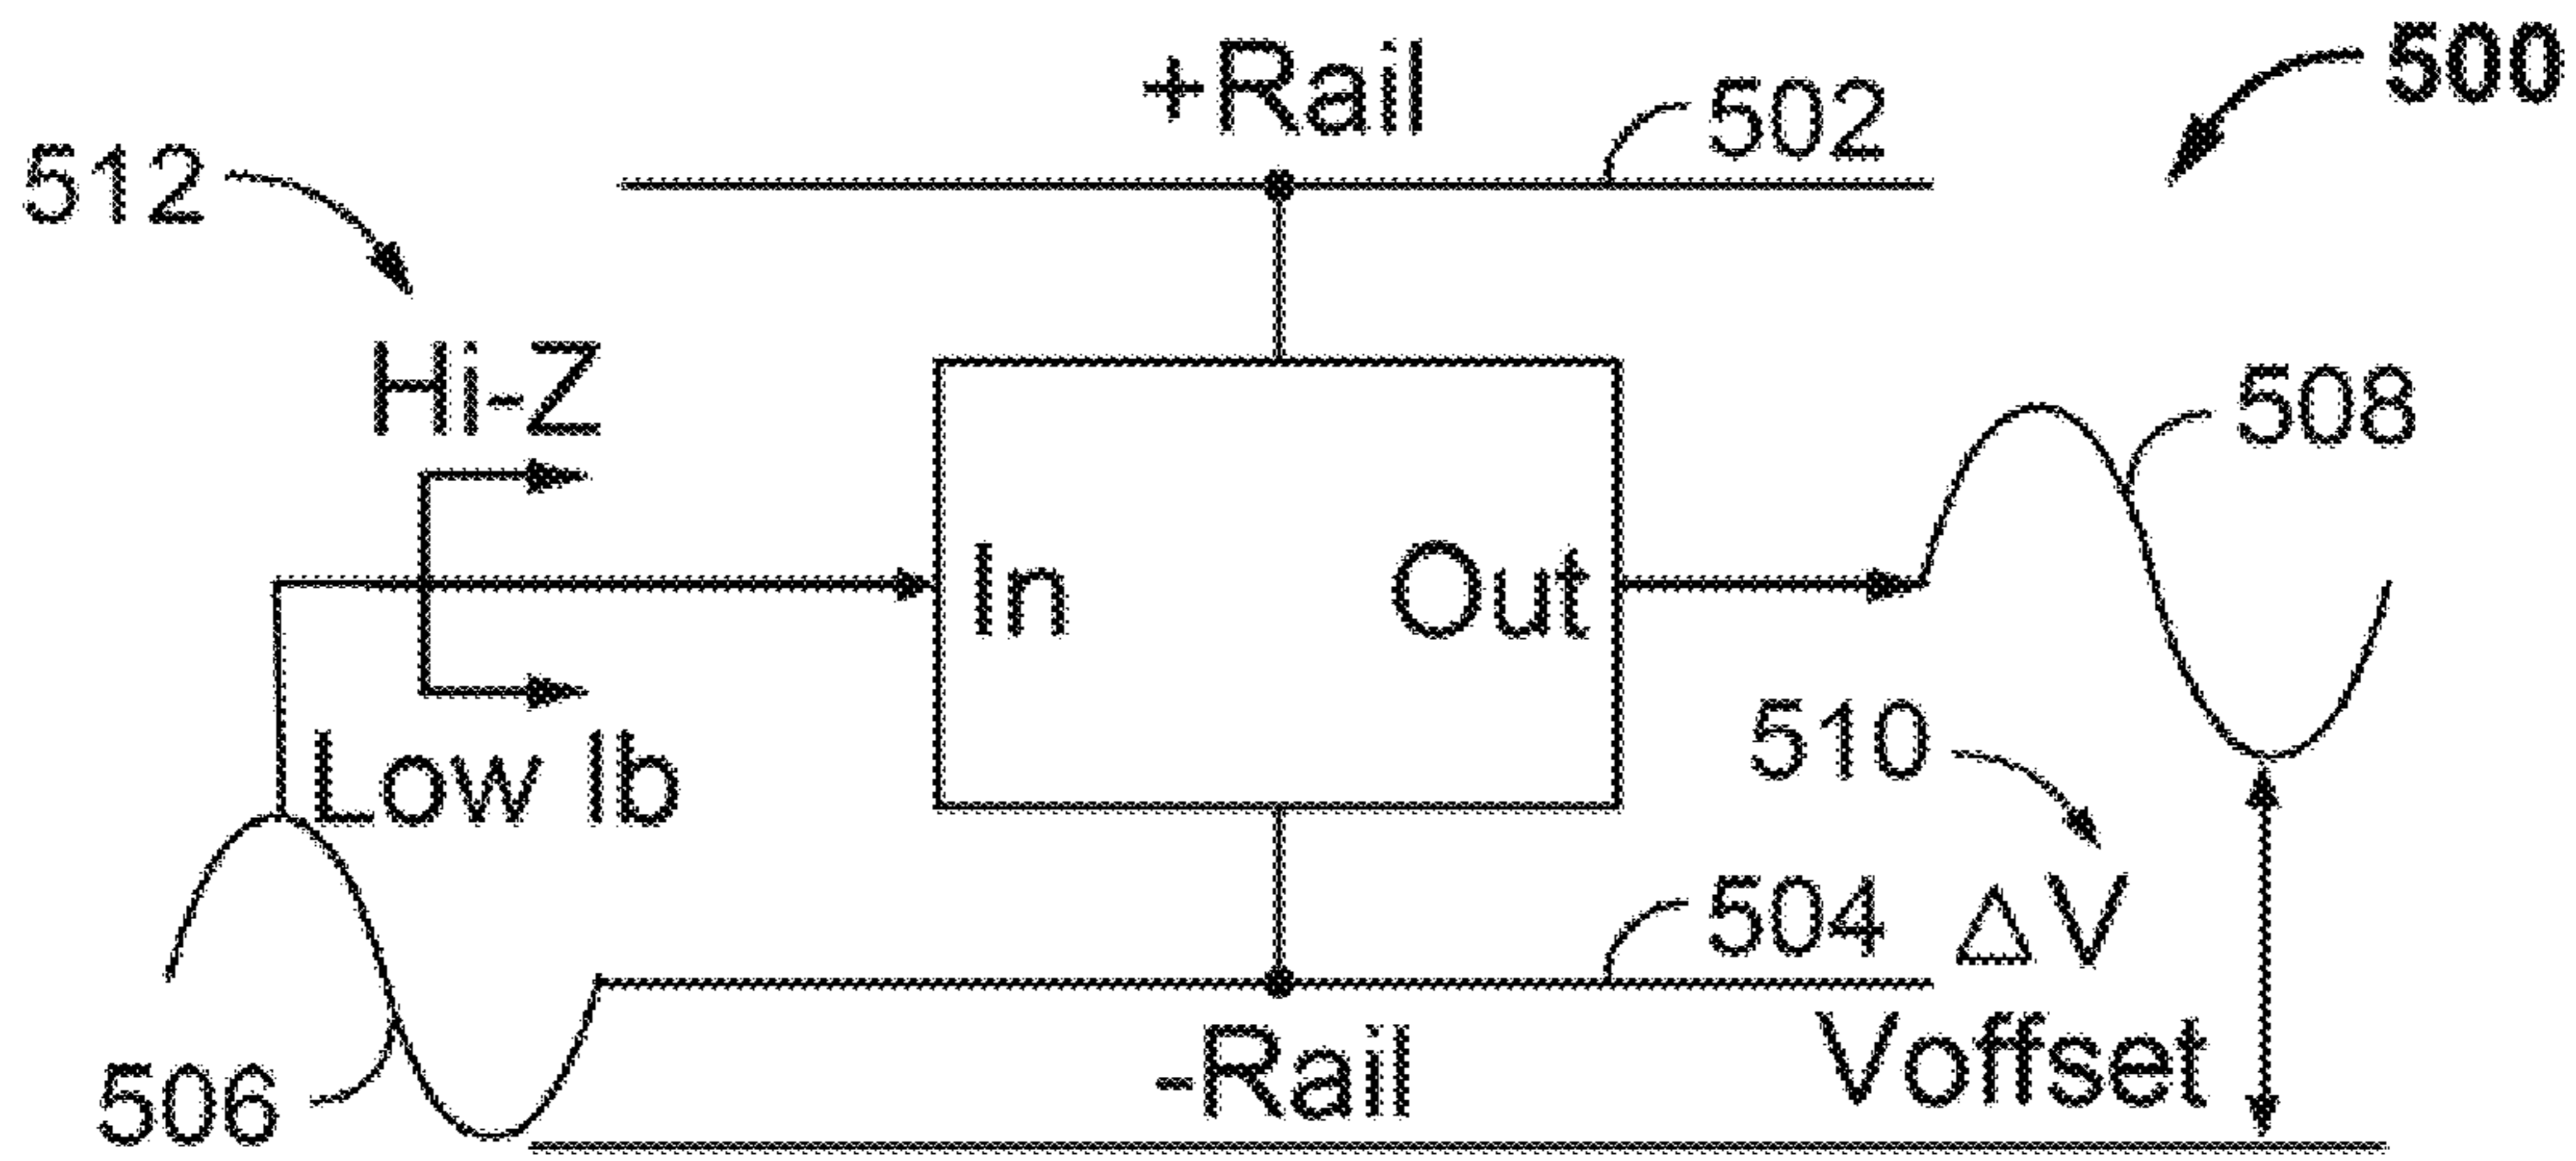 500
+Rail
502
512
Hi-Z
508
In
Out
510
Low Ib
504
ΔV
-Rail
Voffset
506